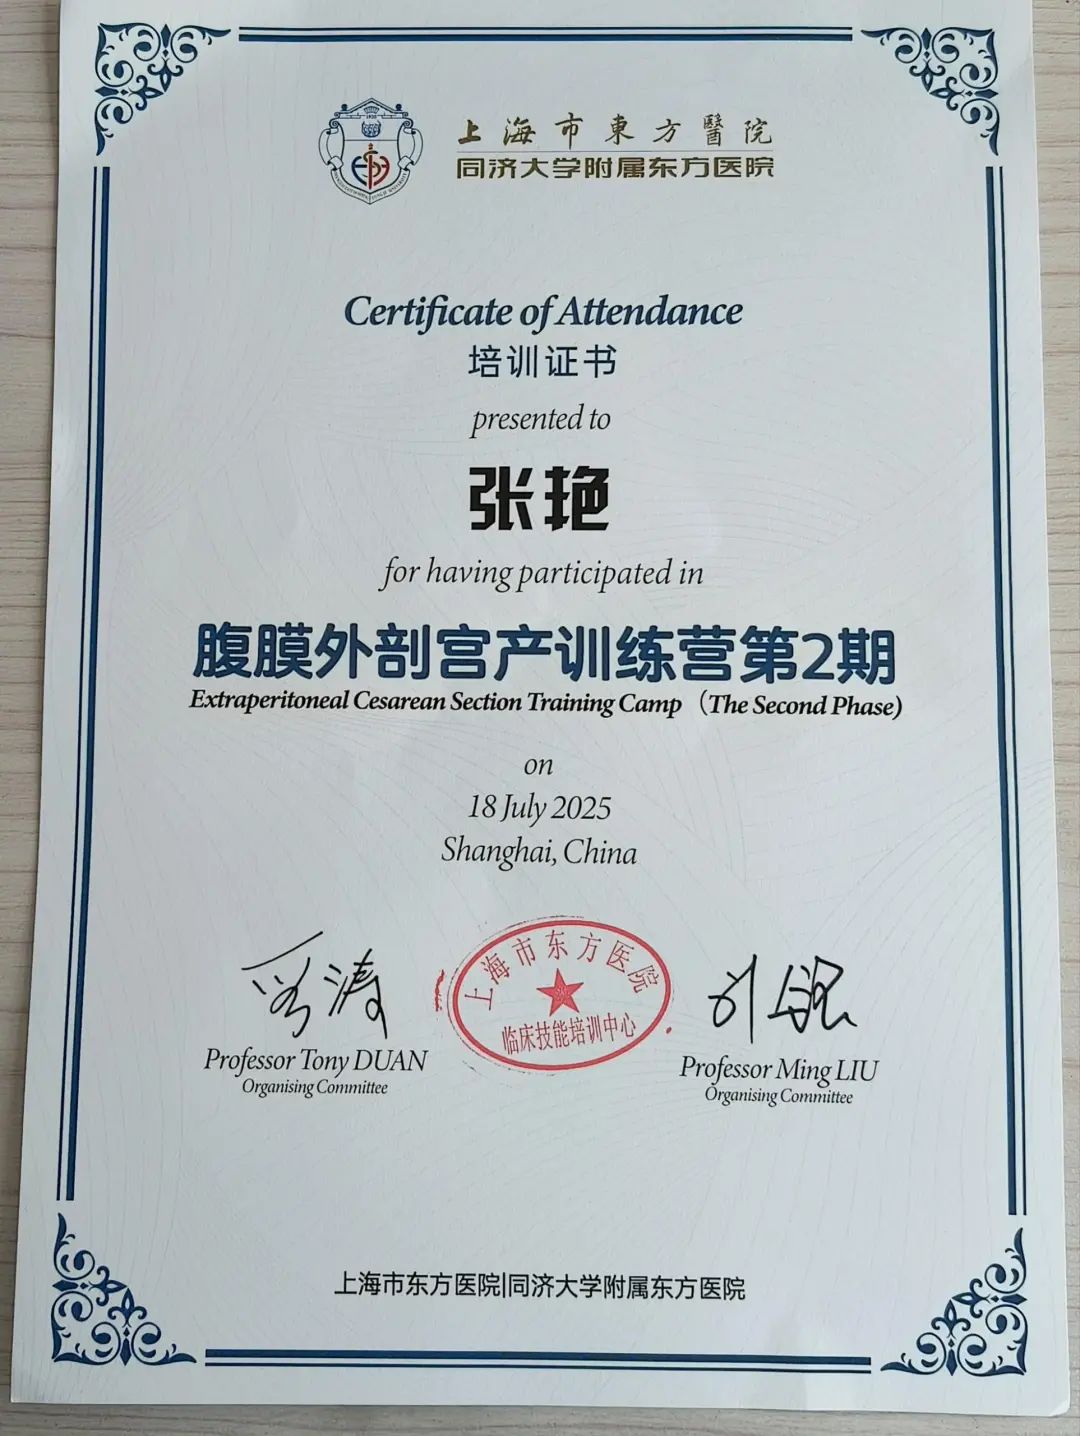 上海市東方醫院
同济大学附属东方医院
Certificate of Attendance
培训证书
presented to
张艳
for having participated in
腹膜外剖宫产训练营第2期
Extraperitoneal Cesarean Section Training Camp（The Second Phase）
on
18 July 2025
Shanghai, China
段涛
刘铭
上海市东方医院
临床技能培训中心
Professor Tony DUAN
Organising Committee
Professor Ming LIU
Organising Committee
上海市东方医院|同济大学附属东方医院